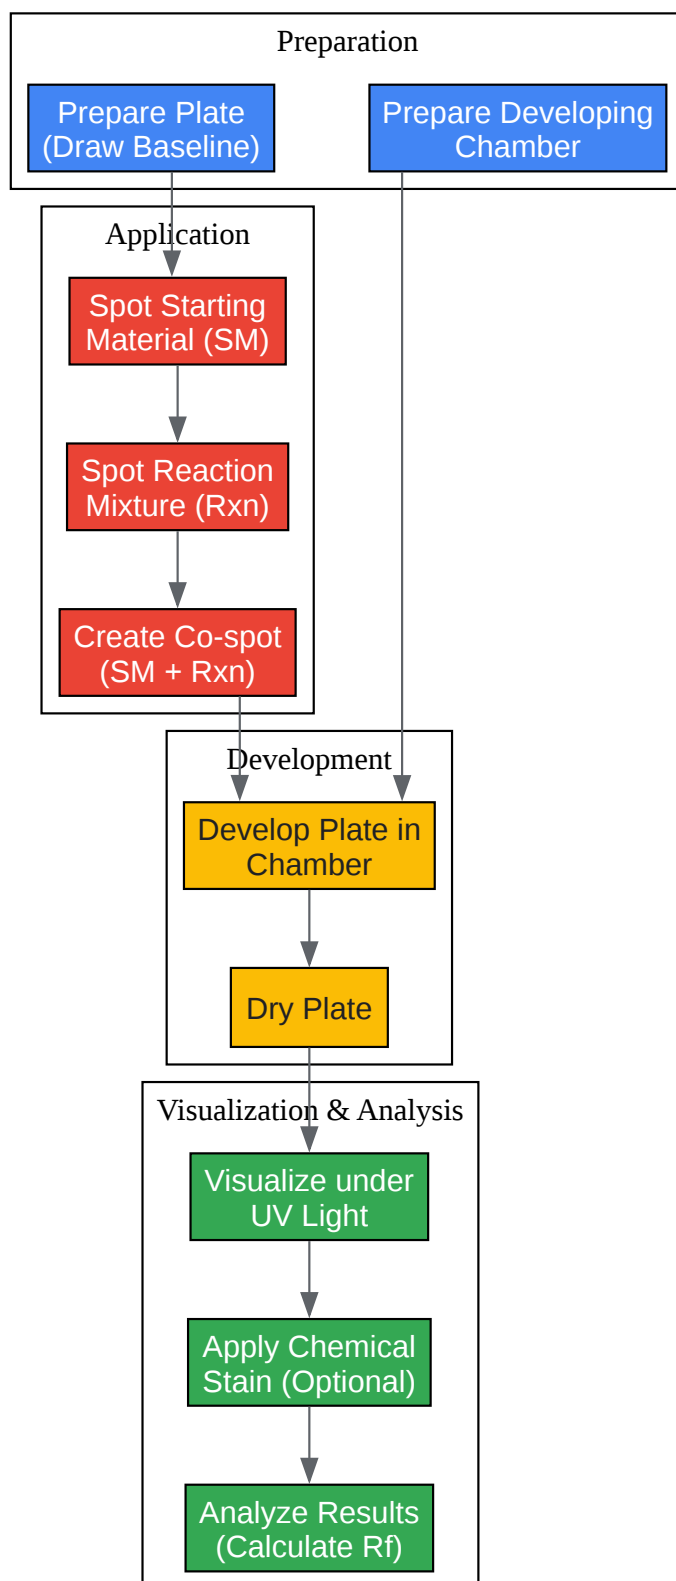 Preparation
Prepare Plate
(Draw Baseline)
Prepare Developing
Chamber
Application
Spot Starting
Material (SM)
Spot Reaction
Mixture (Rxn)
Create Co-spot
(SM + Rxn)
Development
Develop Plate in
Chamber
Dry Plate
Visualization & Analysis
Visualize under
UV Light
Apply Chemical
Stain (Optional)
Analyze Results
(Calculate Rf)